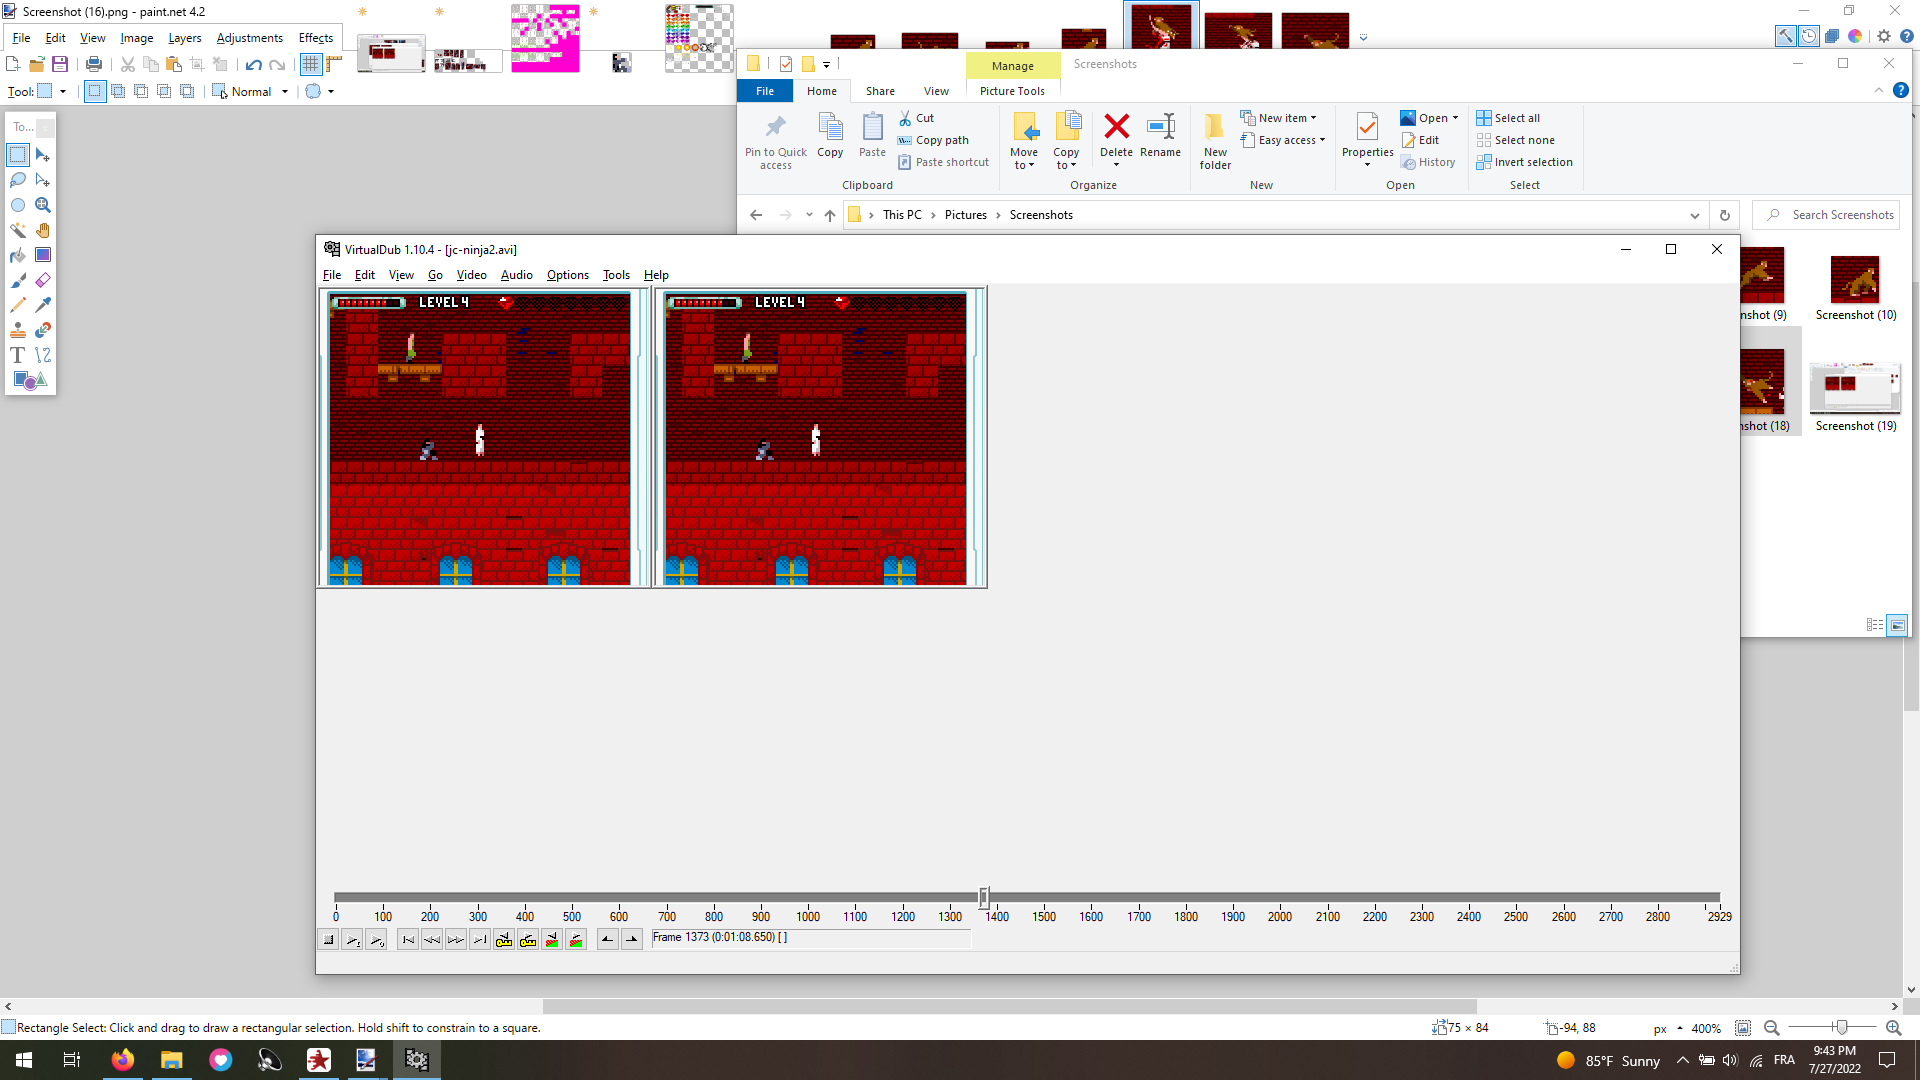 Screenshot (16).png - paint.net 4.2
File Edit View Image Layers Adjustments Effects
Tool: Normal
To...
Manage Screenshots
File Home Share View Picture Tools
Pin to Quick access
Copy
Paste
Cut
Copy path
Paste shortcut
Clipboard
Move to
Copy to
Delete
Rename
Organize
New folder
New item
Easy access
New
Properties
Open
Edit
History
Open
Select all
Select none
Invert selection
Select
This PC > Pictures > Screenshots
Search Screenshots
nshot (9)
Screenshot (10)
nshot (18)
Screenshot (19)
VirtualDub 1.10.4 - [jc-ninja2.avi]
File Edit View Go Video Audio Options Tools Help
LEVEL 4
LEVEL 4
0 100 200 300 400 500 600 700 800 900 1000 1100 1200 1300 1400 1500 1600 1700 1800 1900 2000 2100 2200 2300 2400 2500 2600 2700 2800 2929
Frame 1373 (0:01:08.650) [ ]
Rectangle Select: Click and drag to draw a rectangular selection. Hold shift to constrain to a square.
75 × 84
-94, 88
px
400%
85°F Sunny
FRA
9:43 PM
7/27/2022